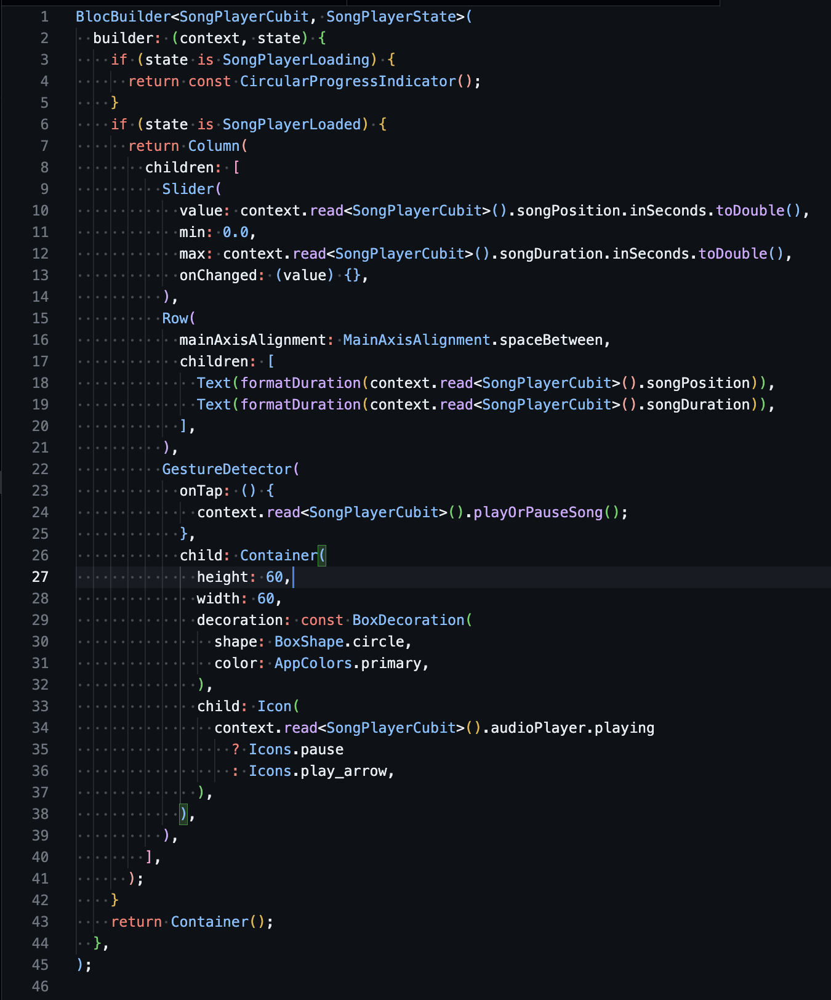 1 BlocBuilder<SongPlayerCubit, SongPlayerState>(
2   builder: (context, state) {
3     if (state is SongPlayerLoading) {
4       return const CircularProgressIndicator();
5     }
6     if (state is SongPlayerLoaded) {
7       return Column(
8         children: [
9           Slider(
10             value: context.read<SongPlayerCubit>().songPosition.inSeconds.toDouble(),
11             min: 0.0,
12             max: context.read<SongPlayerCubit>().songDuration.inSeconds.toDouble(),
13             onChanged: (value) {},
14           ),
15           Row(
16             mainAxisAlignment: MainAxisAlignment.spaceBetween,
17             children: [
18               Text(formatDuration(context.read<SongPlayerCubit>().songPosition)),
19               Text(formatDuration(context.read<SongPlayerCubit>().songDuration)),
20             ],
21           ),
22           GestureDetector(
23             onTap: () {
24               context.read<SongPlayerCubit>().playOrPauseSong();
25             },
26             child: Container(
27               height: 60,
28               width: 60,
29               decoration: const BoxDecoration(
30                 shape: BoxShape.circle,
31                 color: AppColors.primary,
32               ),
33               child: Icon(
34                 context.read<SongPlayerCubit>().audioPlayer.playing
35                   ? Icons.pause
36                   : Icons.play_arrow,
37               ),
38             ),
39           ),
40         ],
41       );
42     }
43     return Container();
44   },
45 );
46